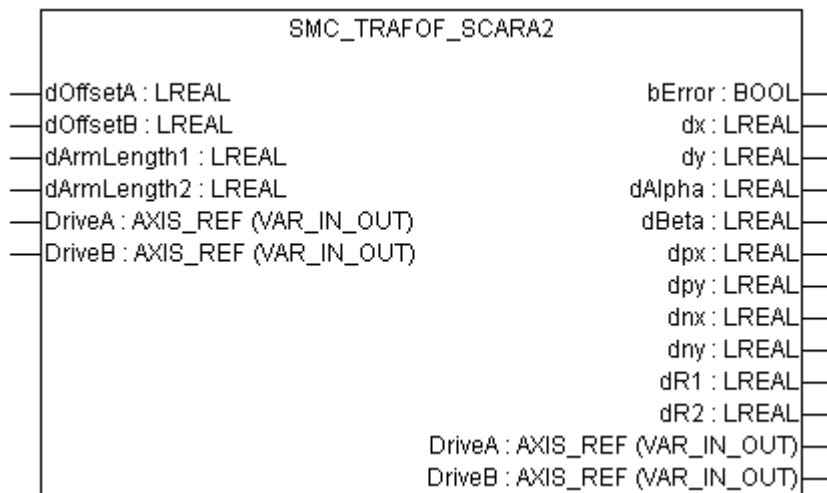 SMC_TRAFOF_SCARA2
dOffsetA : LREAL bError : BOOL
dOffsetB : LREAL dx : LREAL
dArmLength1 : LREAL dy : LREAL
dArmLength2 : LREAL dAlpha : LREAL
DriveA : AXIS_REF (VAR_IN_OUT) dBeta : LREAL
DriveB : AXIS_REF (VAR_IN_OUT) dpx : LREAL
dpy : LREAL
dnx : LREAL
dny : LREAL
dR1 : LREAL
dR2 : LREAL
DriveA : AXIS_REF (VAR_IN_OUT)
DriveB : AXIS_REF (VAR_IN_OUT)